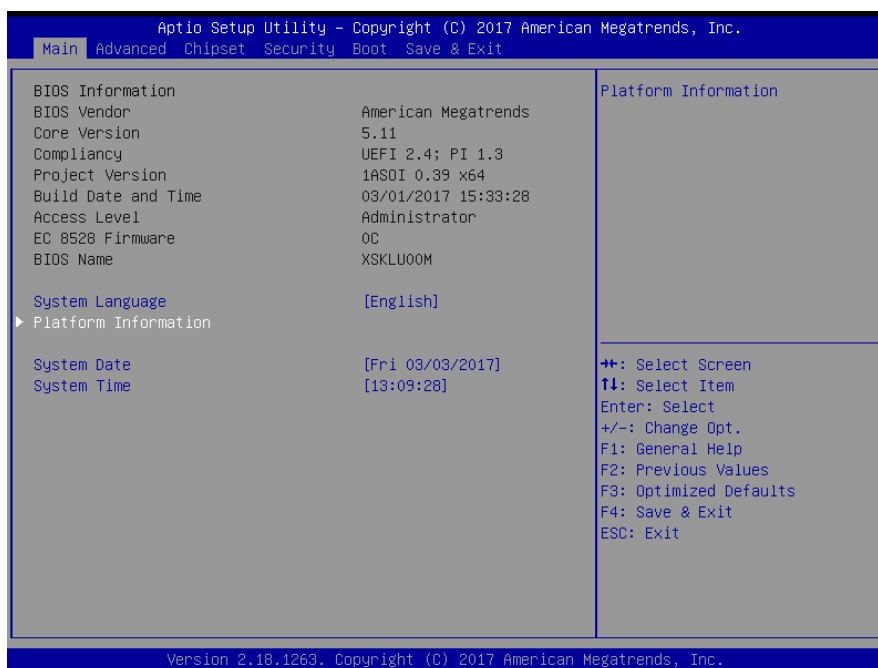 Aptio Setup Utility – Copyright (C) 2017 American Megatrends, Inc.
Main Advanced Chipset Security Boot Save & Exit
BIOS Information
BIOS Vendor American Megatrends
Core Version 5.11
Compliancy UEFI 2.4; PI 1.3
Project Version 1ASOI 0.39 x64
Build Date and Time 03/01/2017 15:33:28
Access Level Administrator
EC 8528 Firmware 0C
BIOS Name XSKLU00M
System Language [English]
Platform Information
System Date [Fri 03/03/2017]
System Time [13:09:28]
Platform Information
→←: Select Screen
↑↓: Select Item
Enter: Select
+/-: Change Opt.
F1: General Help
F2: Previous Values
F3: Optimized Defaults
F4: Save & Exit
ESC: Exit
Version 2.18.1263. Copyright (C) 2017 American Megatrends, Inc.